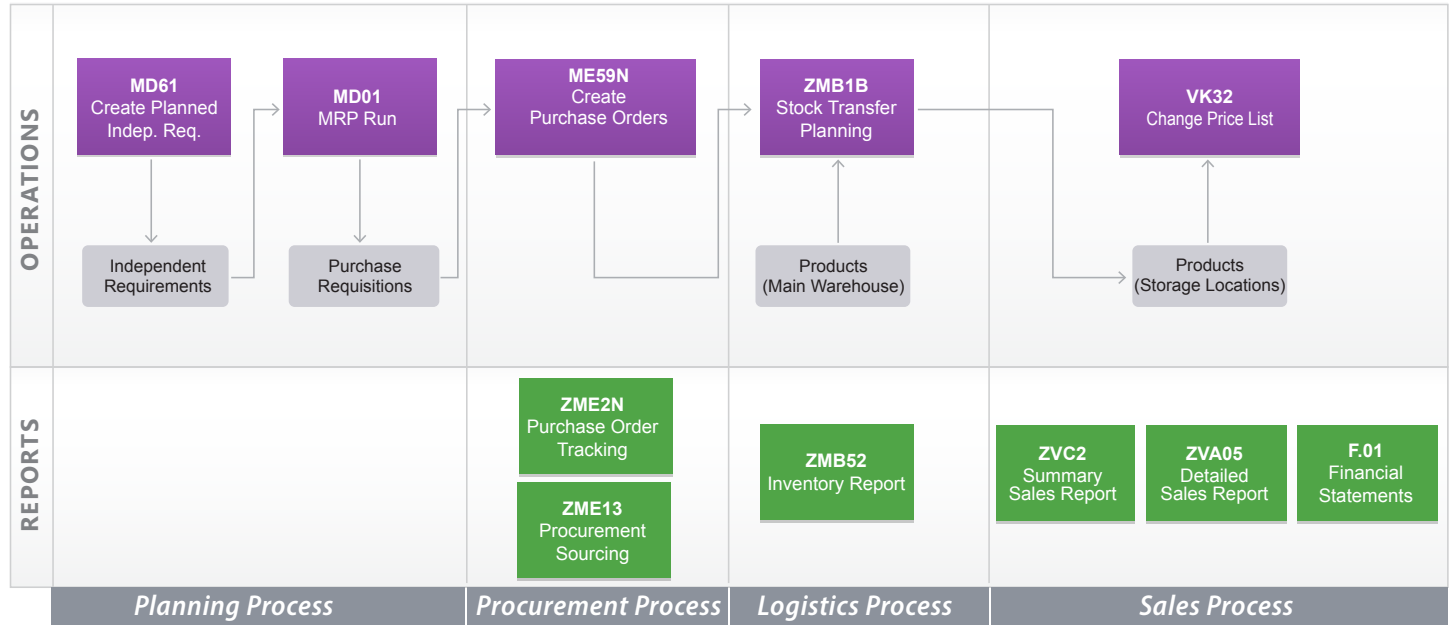 OPERATIONS
MD61
Create Planned
Indep. Req.
MD01
MRP Run
ME59N
Create
Purchase Orders
ZMB1B
Stock Transfer
Planning
VK32
Change Price List
Independent
Requirements
Purchase
Requisitions
Products
(Main Warehouse)
Products
(Storage Locations)
REPORTS
ZME2N
Purchase Order
Tracking
ZME13
Procurement
Sourcing
ZMB52
Inventory Report
ZVC2
Summary
Sales Report
ZVA05
Detailed
Sales Report
F.01
Financial
Statements
Planning Process
Procurement Process
Logistics Process
Sales Process